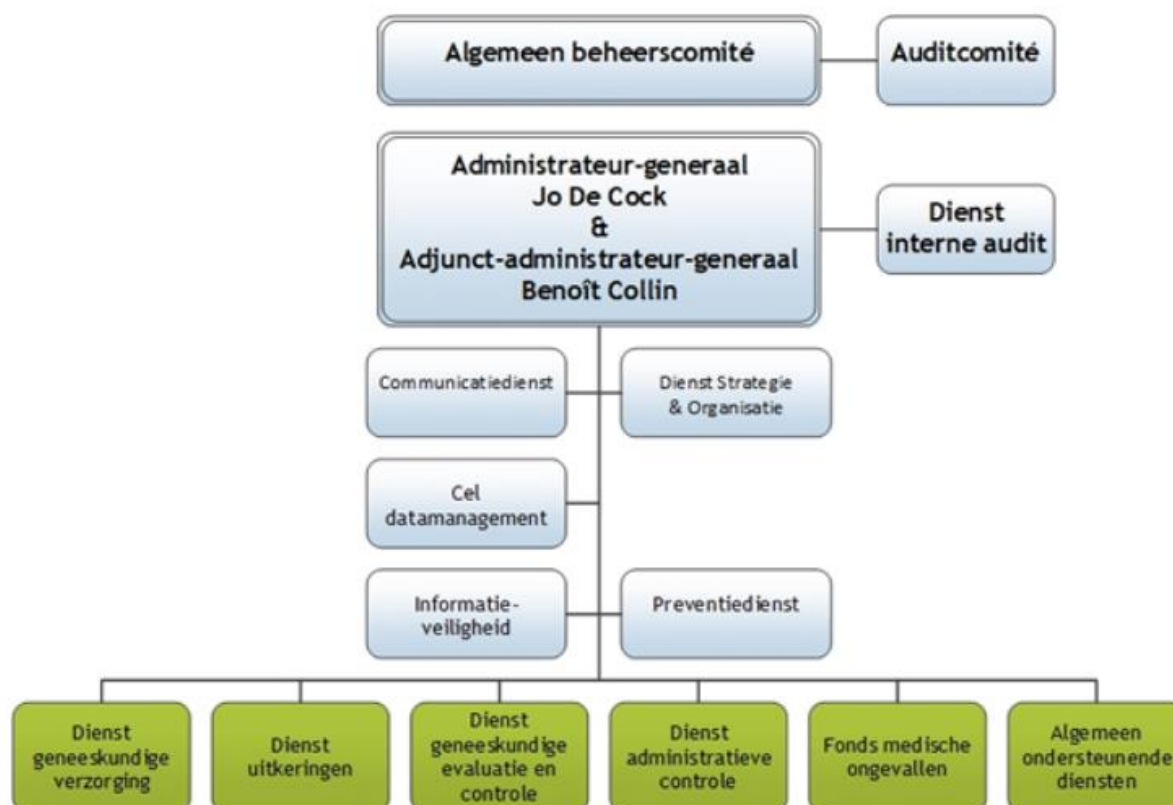 Algemeen beheerscomité
Auditcomité
Administrateur-generaal
Jo De Cock
&
Adjunct-administrateur-generaal
Benoît Collin
Dienst
interne audit
Communicatiedienst
Dienst Strategie
& Organisatie
Cel
datamanagement
Informatie-
veiligheid
Preventiedienst
Dienst
geneeskundige
verzorging
Dienst
uitkeringen
Dienst
geneeskundige
evaluatie en
controle
Dienst
administratieve
controle
Fonds medische
ongevallen
Algemeen
ondersteunende
diensten